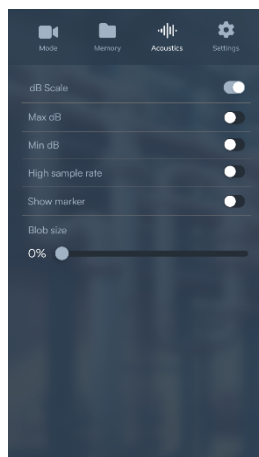 Mode Memory Acoustics Settings
dB Scale
Max dB
Min dB
High sample rate
Show marker
Blob size
0%